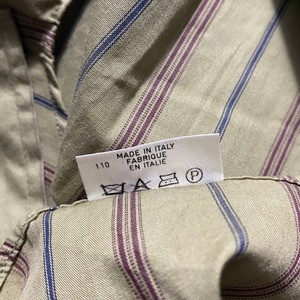 MADE IN ITALY
110 FABRIQUE
EN ITALIE
P